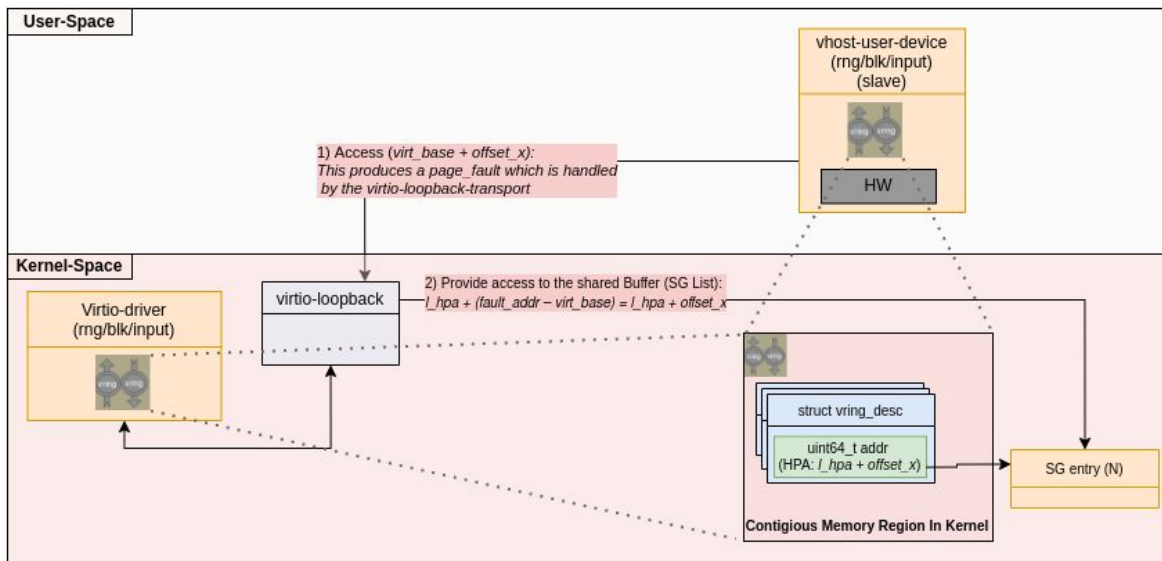 User-Space
vhost-user-device
(rng/blk/input)
(slave)
vring vring
HW
1) Access (virt_base + offset_x):
This produces a page_fault which is handled
by the virtio-loopback-transport
Kernel-Space
virtio-loopback
2) Provide access to the shared Buffer (SG List):
l_hpa + (fault_addr – virt_base) = l_hpa + offset_x
Virtio-driver
(rng/blk/input)
vring vring
vring vring
struct vring_desc
uint64_t addr
(HPA: l_hpa + offset_x)
SG entry (N)
Contigious Memory Region In Kernel